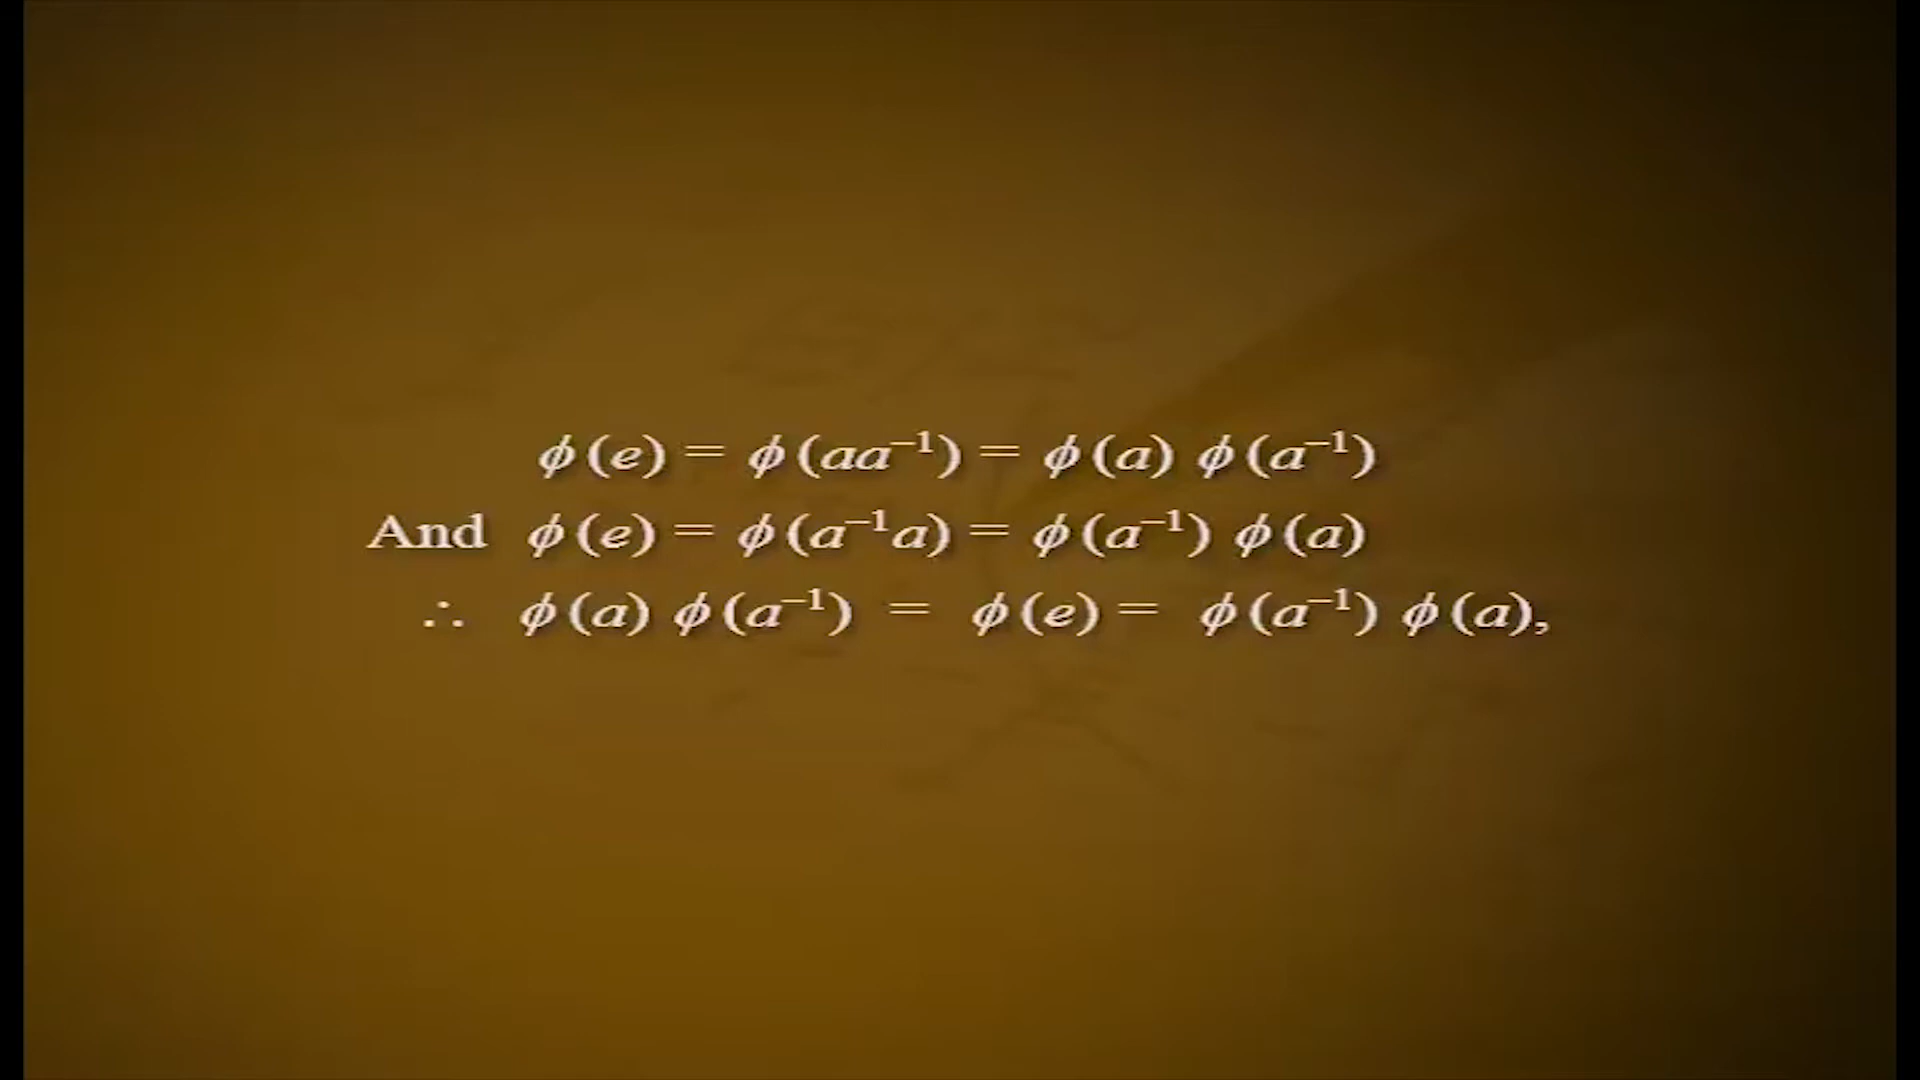 ϕ(e) = ϕ(aa⁻¹) = ϕ(a) ϕ(a⁻¹)
And ϕ(e) = ϕ(a⁻¹a) = ϕ(a⁻¹) ϕ(a)
∴ ϕ(a) ϕ(a⁻¹) = ϕ(e) = ϕ(a⁻¹) ϕ(a),